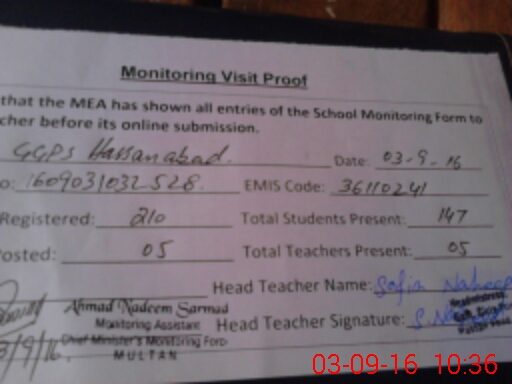 Monitoring Visit Proof
that the MEA has shown all entries of the School Monitoring Form to
cher before its online submission.
GGPS Hassanabad. Date: 03-9-16
o: 1609031032528. EMIS Code: 36110241
Registered: 210 Total Students Present: 147
osted: 05 Total Teachers Present: 05
Head Teacher Name: Safia
Ahmad Nadeem Sarmad
Monitoring Assistant Head Teacher Signature:
Chief Minister's Monitoring Force
MULTAN
03-09-16 10:36